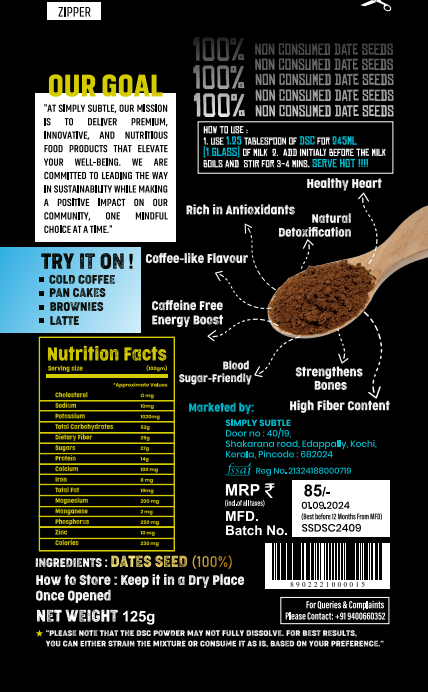 ZIPPER
100% NON CONSUMED DATE SEEDS
NON CONSUMED DATE SEEDS
100% NON CONSUMED DATE SEEDS
NON CONSUMED DATE SEEDS
100% NON CONSUMED DATE SEEDS
OUR GOAL
"AT SIMPLY SUBTLE, OUR MISSION
IS TO DELIVER PREMIUM,
INNOVATIVE, AND NUTRITIOUS
FOOD PRODUCTS THAT ELEVATE
YOUR WELL-BEING. WE ARE
COMMITTED TO LEADING THE WAY
IN SUSTAINABILITY WHILE MAKING
A POSITIVE IMPACT ON OUR
COMMUNITY, ONE MINDFUL
CHOICE AT A TIME."
HOW TO USE :
1. USE 1.25 TABLESPOON OF DSC FOR 245ML
(1 GLASS) OF MILK 2. ADD INITIALY BEFORE THE MILK
BOILS AND STIR FOR 3-4 MINS. SERVE HOT !!!!
Healthy Heart
Rich in Antioxidants
Natural
Detoxification
Coffee-like Flavour
Caffeine Free
Energy Boost
Blood
Sugar-Friendly
Strengthens
Bones
High Fiber Content
TRY IT ON !
COLD COFFEE
PAN CAKES
BROWNIES
LATTE
Nutrition Facts
Serving size (100gm)
*Approximate Values
Cholesterol 0 mg
Sodium 10mg
Potassium 1020mg
Total Carbohydrates 52g
Dietary Fiber 25g
Sugars 27g
Protein 14g
Calcium 100 mg
Iron 8 mg
Total Fat 19mg
Magnesium 300 mg
Manganese 2 mg
Phosphorus 250 mg
Zinc 10 mg
Calories 330 mg
Marketed by:
SIMPLY SUBTLE
Door no : 40/19,
Shakarana road, Edappally, Kochi,
Kerala, Pincode : 682024
fssai Reg No.21324188000719
MRP ₹ 85/-
(incl.of all taxes)
MFD. 01.09.2024
(Best before 12 Months From MFD)
Batch No. SSDSC2409
8902221000015
INGREDIENTS : DATES SEED (100%)
How to Store : Keep it in a Dry Place
Once Opened
NET WEIGHT 125g
For Queries & Complaints
Please Contact: +91 9400660352
"PLEASE NOTE THAT THE DSC POWDER MAY NOT FULLY DISSOLVE. FOR BEST RESULTS,
YOU CAN EITHER STRAIN THE MIXTURE OR CONSUME IT AS IS, BASED ON YOUR PREFERENCE."